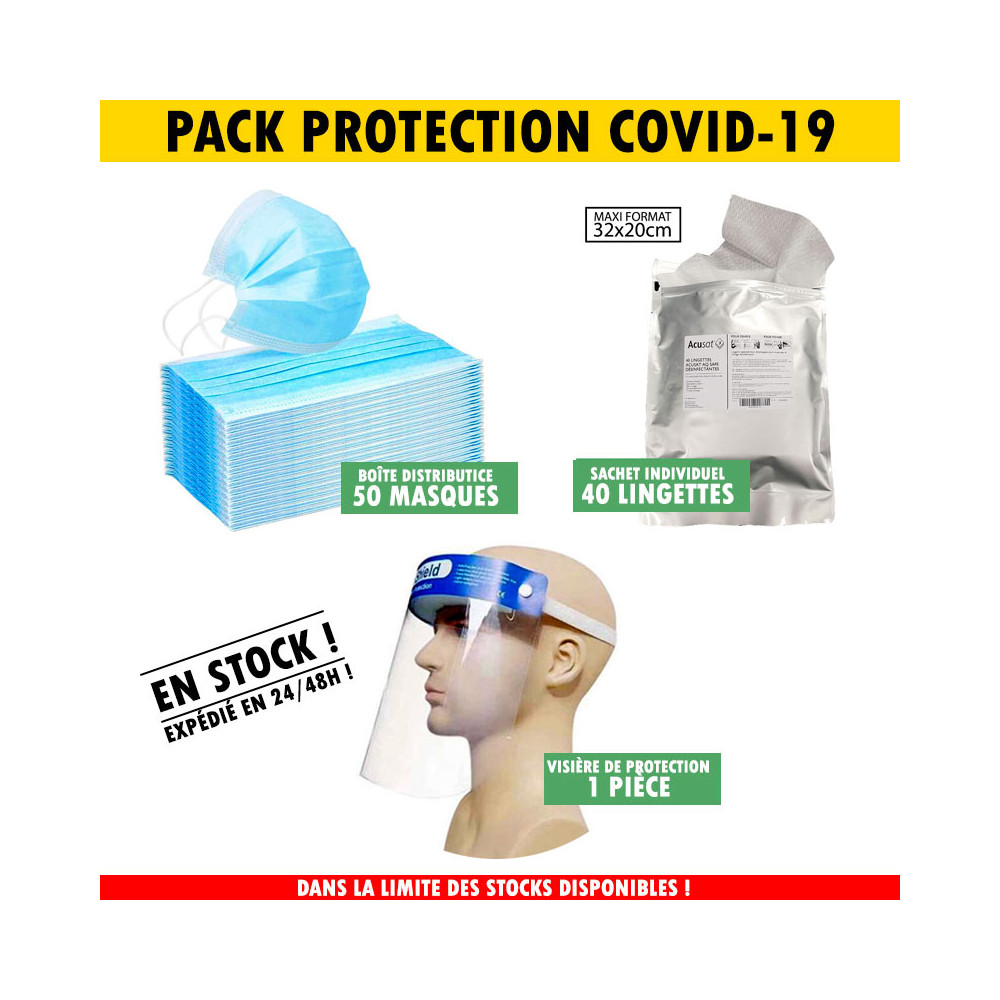 PACK PROTECTION COVID-19
MAXI FORMAT
32x20cm
Acusat
40 LINGETTES
ACUSAT AQ SAFE
DÉSINFECTANTES
BOÎTE DISTRIBUTICE
50 MASQUES
SACHET INDIVIDUEL
40 LINGETTES
EN STOCK !
EXPÉDIÉ EN 24/48H !
VISIÈRE DE PROTECTION
1 PIÈCE
DANS LA LIMITE DES STOCKS DISPONIBLES !